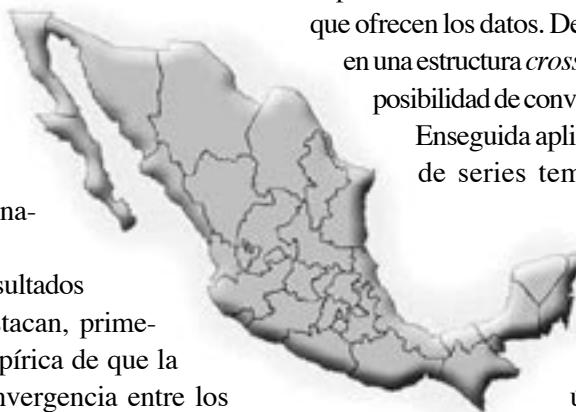 que ofrecen los datos. De
en una estructura cross
posibilidad de conv
Enseguida apli
de series tem
na-
sultados
tacan, prime-
pírica de que la
nvergencia entre los
u